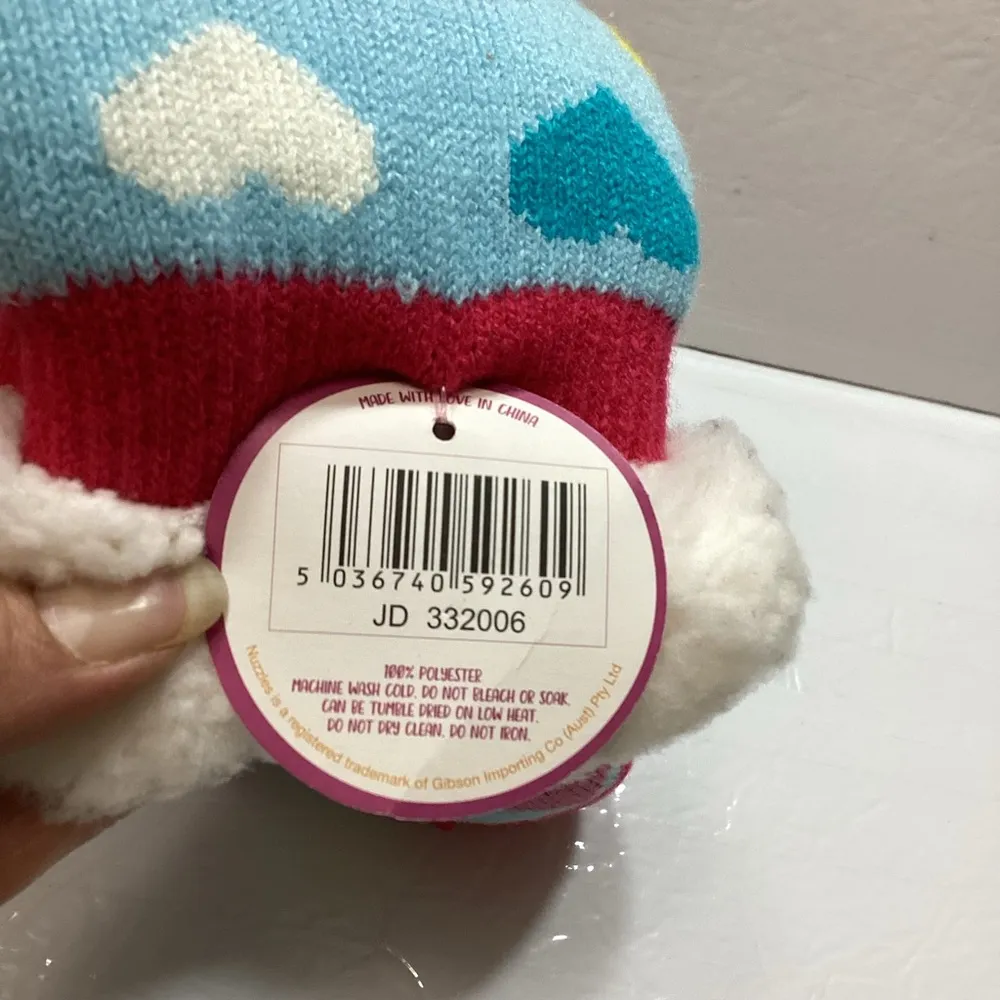 MADE WITH LOVE IN CHINA
5 036740 592609
JD 332006
100% POLYESTER
MACHINE WASH COLD. DO NOT BLEACH OR SOAK.
CAN BE TUMBLE DRIED ON LOW HEAT.
DO NOT DRY CLEAN. DO NOT IRON.
Nuzzles is a registered trademark of Gibson Importing Co (Aust) Pty Ltd